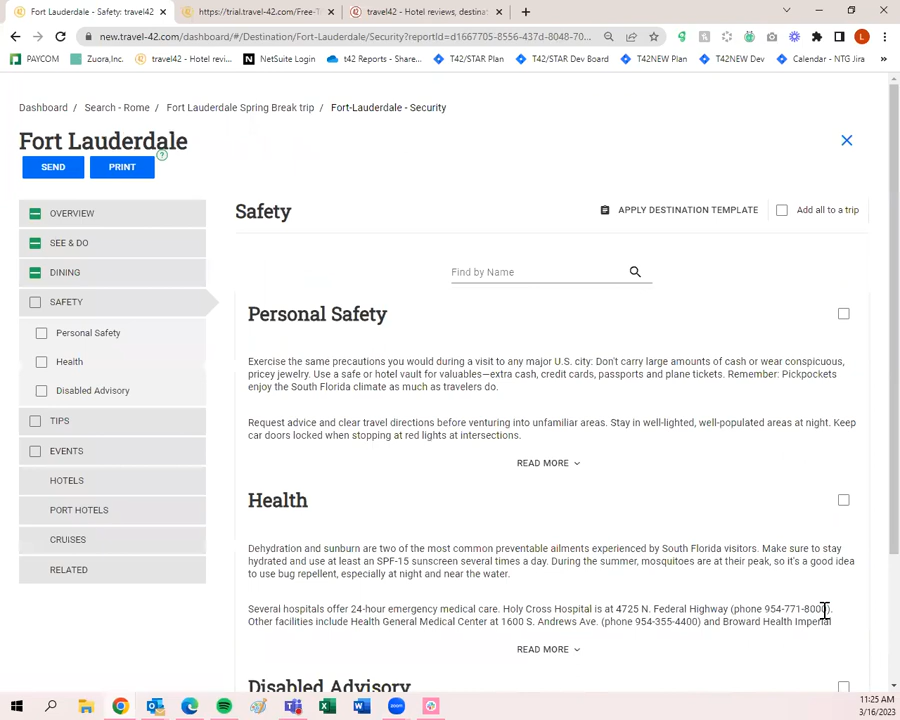 Fort Lauderdale - Safety: travel42
https://trial.travel-42.com/Free-T
travel42 - Hotel reviews, destinat
new.travel-42.com/dashboard/#/Destination/Fort-Lauderdale/Security?reportId=d1667705-8556-437d-8048-70...
PAYCOM
Zuora,Inc.
travel42 - Hotel revi...
NetSuite Login
t42 Reports - Share...
T42/STAR Plan
T42/STAR Dev Board
T42NEW Plan
T42NEW Dev
Calendar - NTG Jira
Dashboard / Search - Rome / Fort Lauderdale Spring Break trip / Fort-Lauderdale - Security
Fort Lauderdale
SEND
PRINT
?
OVERVIEW
SEE & DO
DINING
SAFETY
Personal Safety
Health
Disabled Advisory
TIPS
EVENTS
HOTELS
PORT HOTELS
CRUISES
RELATED
Safety
APPLY DESTINATION TEMPLATE
Add all to a trip
Find by Name
Personal Safety
Exercise the same precautions you would during a visit to any major U.S. city: Don't carry large amounts of cash or wear conspicuous,
pricey jewelry. Use a safe or hotel vault for valuables—extra cash, credit cards, passports and plane tickets. Remember: Pickpockets
enjoy the South Florida climate as much as travelers do.
Request advice and clear travel directions before venturing into unfamiliar areas. Stay in well-lighted, well-populated areas at night. Keep
car doors locked when stopping at red lights at intersections.
READ MORE
Health
Dehydration and sunburn are two of the most common preventable ailments experienced by South Florida visitors. Make sure to stay
hydrated and use at least an SPF-15 sunscreen several times a day. During the summer, mosquitoes are at their peak, so it's a good idea
to use bug repellent, especially at night and near the water.
Several hospitals offer 24-hour emergency medical care. Holy Cross Hospital is at 4725 N. Federal Highway (phone 954-771-8000).
Other facilities include Health General Medical Center at 1600 S. Andrews Ave. (phone 954-355-4400) and Broward Health Imperial
READ MORE
Disabled Advisory
11:25 AM
3/16/2023